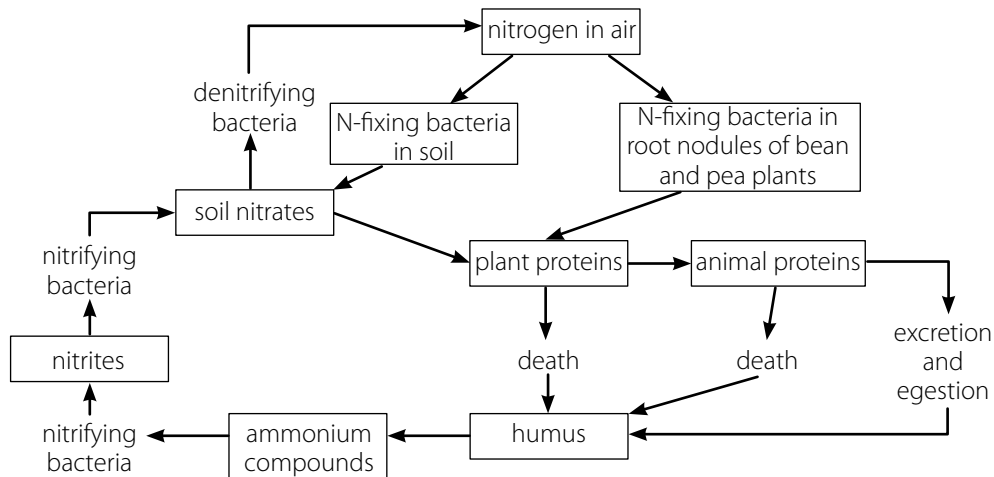 nitrogen in air
denitrifying
bacteria
N-fixing bacteria
in soil
N-fixing bacteria in
root nodules of bean
and pea plants
soil nitrates
nitrifying
bacteria
plant proteins
animal proteins
nitrites
death
death
excretion
and
egestion
nitrifying
bacteria
ammonium
compounds
humus